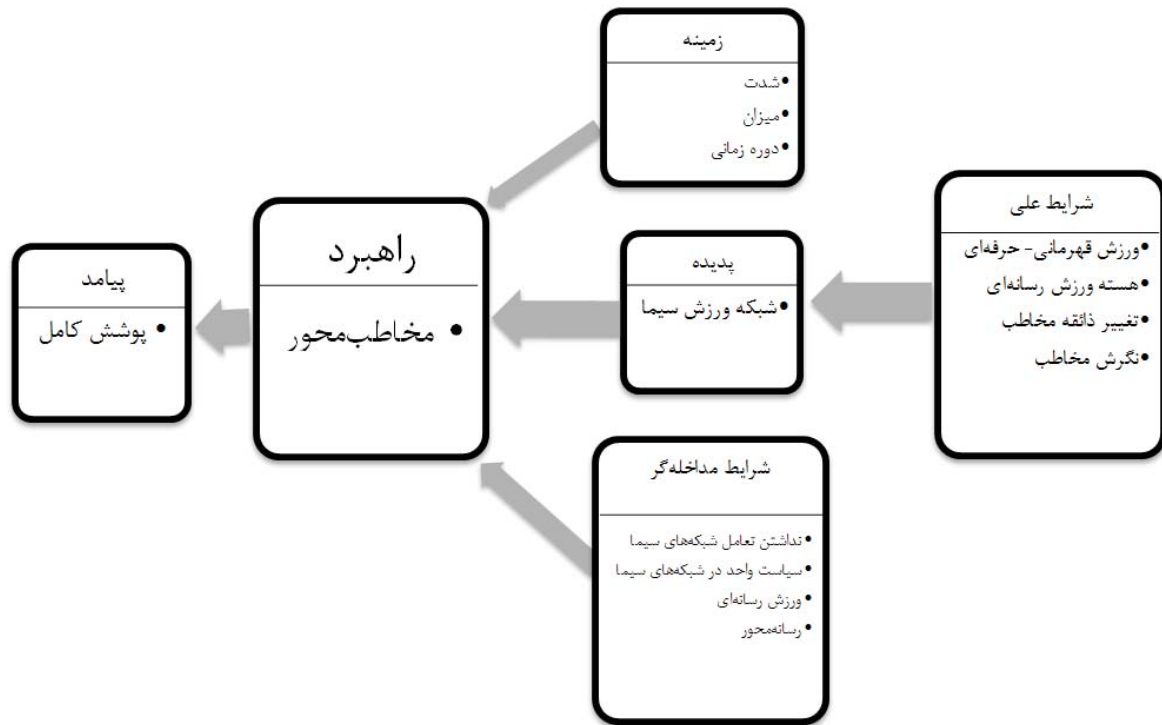 زمینه
•شدت
•میزان
•دوره زمانی
شرایط علی
•ورزش قهرمانی- حرفه‌ای
•هسته ورزش رسانه‌ای
•تغییر ذائقه مخاطب
•نگرش مخاطب
پدیده
•شبکه ورزش سیما
راهبرد
• مخاطب‌محور
پیامد
• پوشش کامل
شرایط مداخله‌گر
•نداشتن تعامل شبکه‌های سیما
•سیاست واحد در شبکه‌های سیما
•ورزش رسانه‌ای
•رسانه‌محور